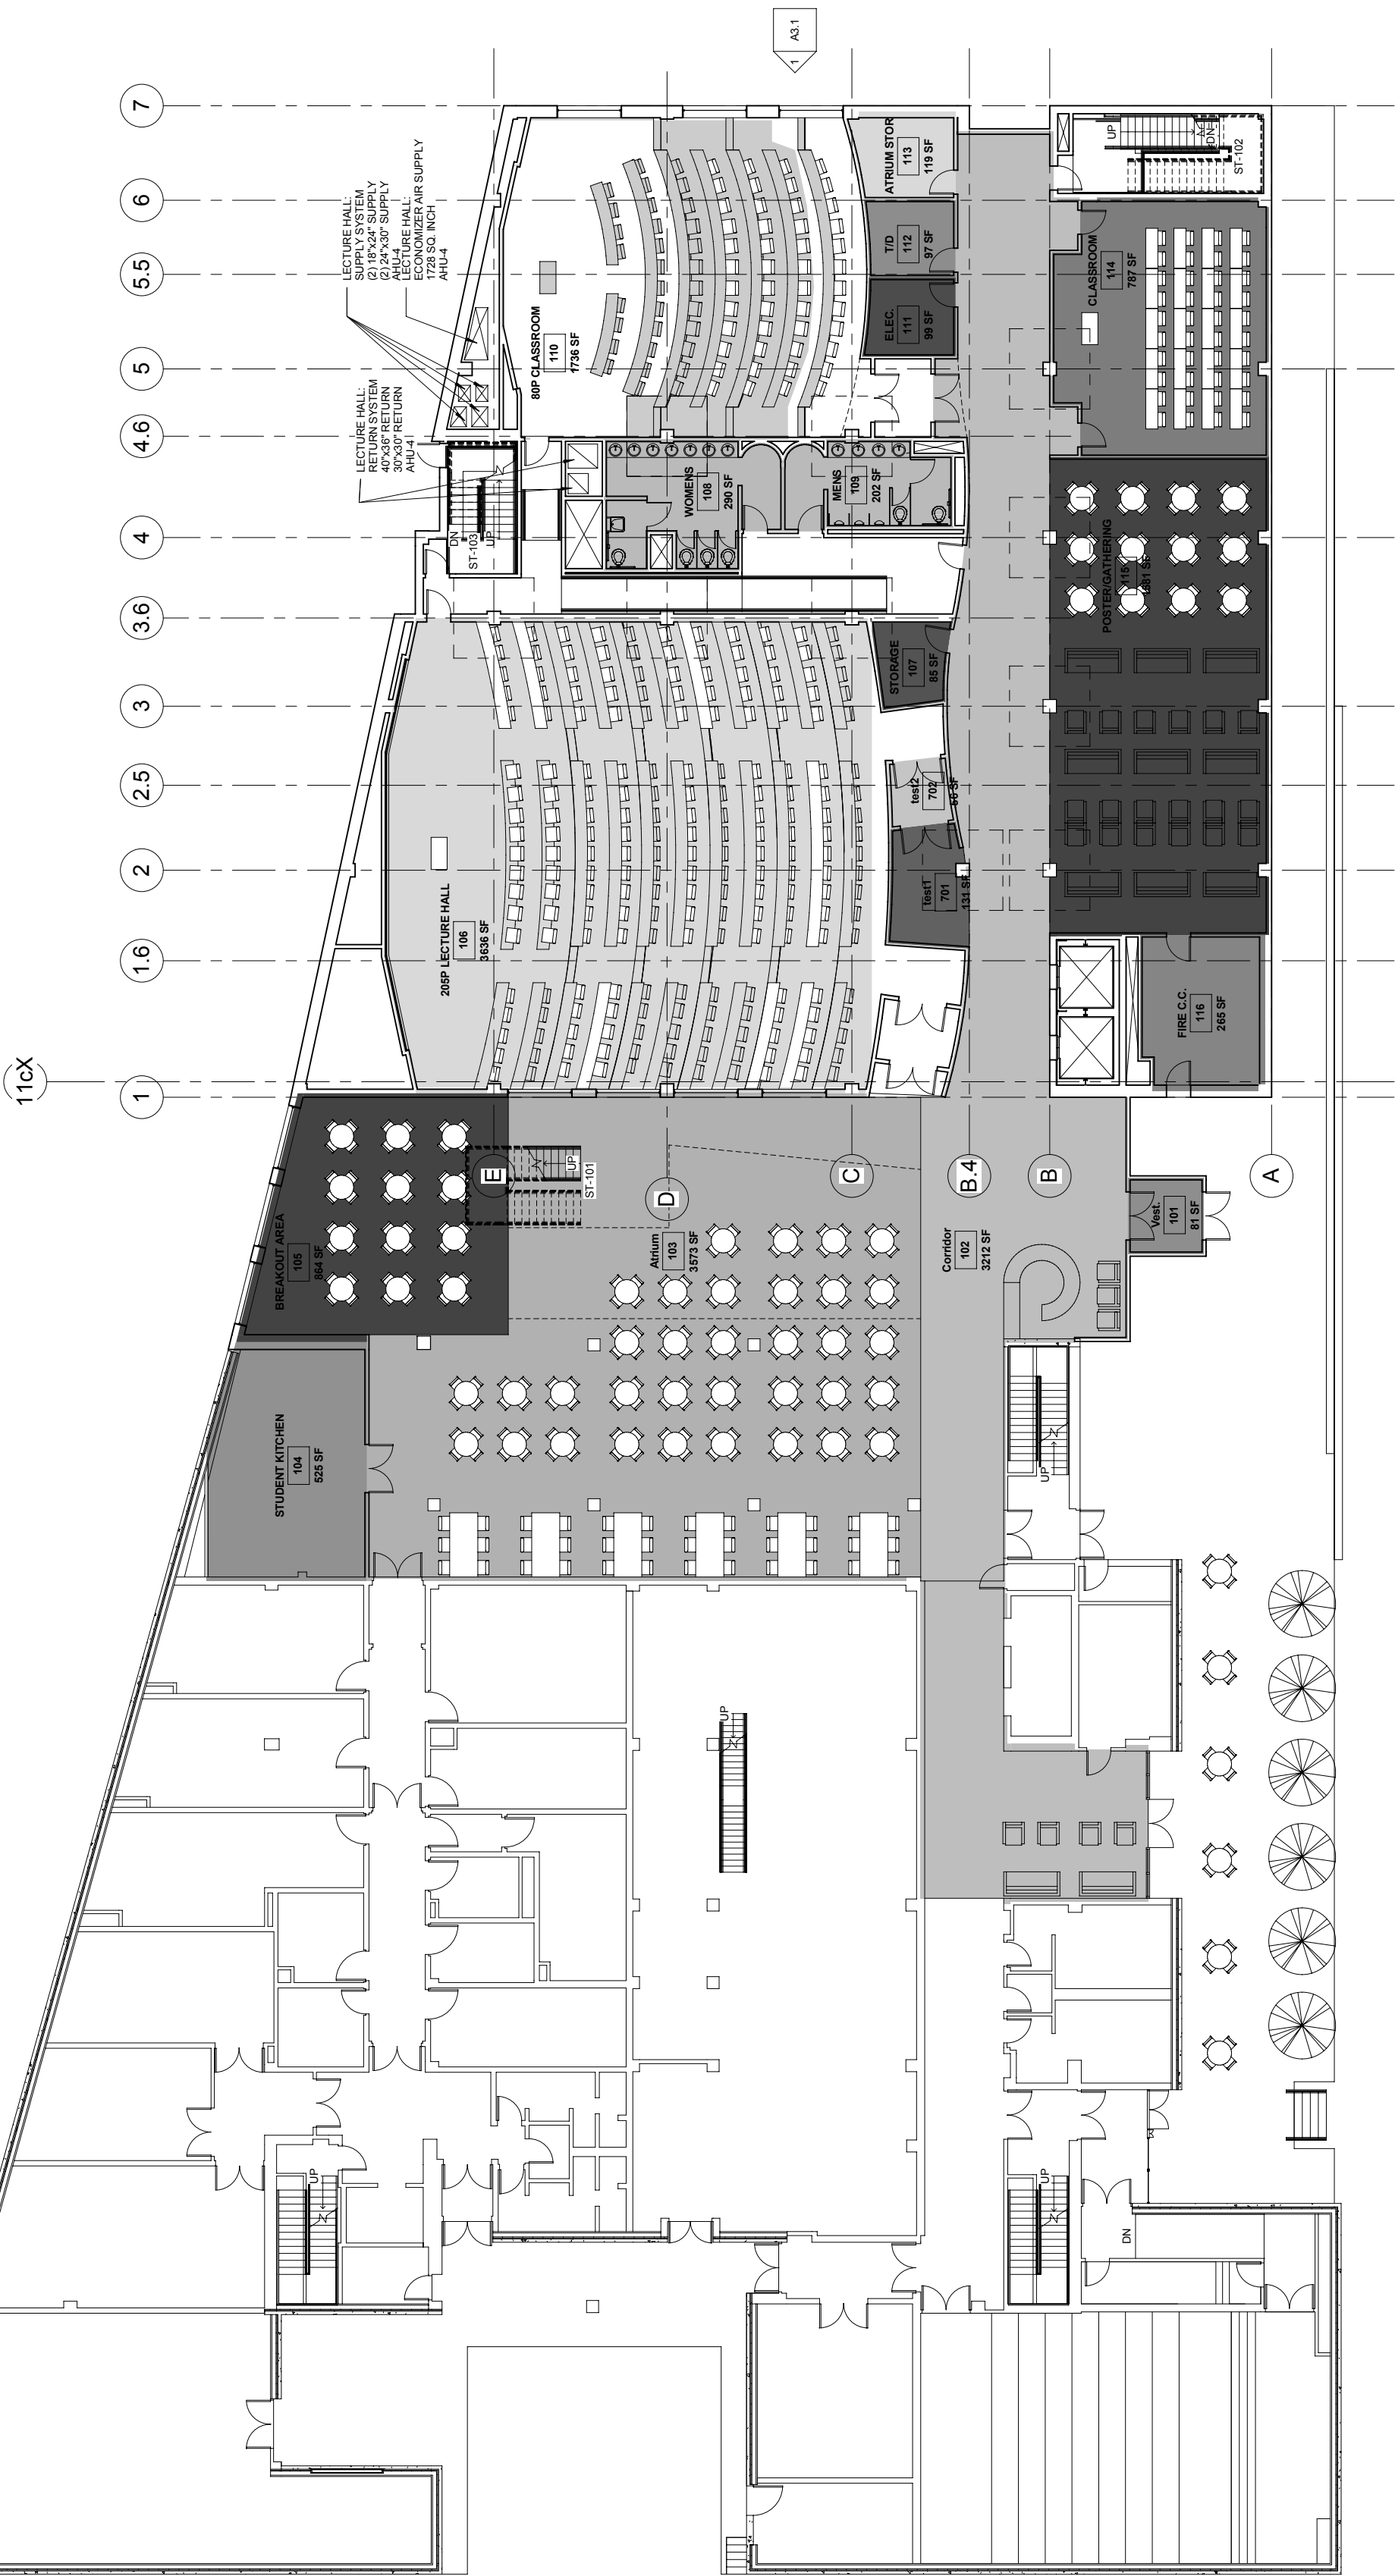 1
A3.1
7
6
5.5
5
4.6
4
3.6
3
2.5
2
1.6
1
11cX
LECTURE HALL:
SUPPLY SYSTEM
(2) 18"x24" SUPPLY
(2) 24"x30" SUPPLY
AHU-4
LECTURE HALL:
ECONOMIZER AIR SUPPLY
1728 SQ. INCH
AHU-4
LECTURE HALL:
RETURN SYSTEM
40"x36" RETURN
30"x30" RETURN
AHU-4
80P CLASSROOM
110
1736 SF
ATRIUM STOR
113
119 SF
T/D
112
97 SF
ELEC.
111
99 SF
UP
DN
ST-102
CLASSROOM
114
787 SF
DN
ST-103
UP
WOMENS
108
290 SF
MENS
109
202 SF
POSTER/GATHERING
115
1681 SF
STORAGE
107
85 SF
test2
702
56 SF
test1
701
131 SF
205P LECTURE HALL
106
3636 SF
FIRE C.C.
116
265 SF
E
D
C
B.4
B
A
UP
ST-101
BREAKOUT AREA
105
864 SF
Atrium
103
3573 SF
Corridor
102
3212 SF
Vest.
101
81 SF
STUDENT KITCHEN
104
525 SF
UP
UP
UP
UP
DN